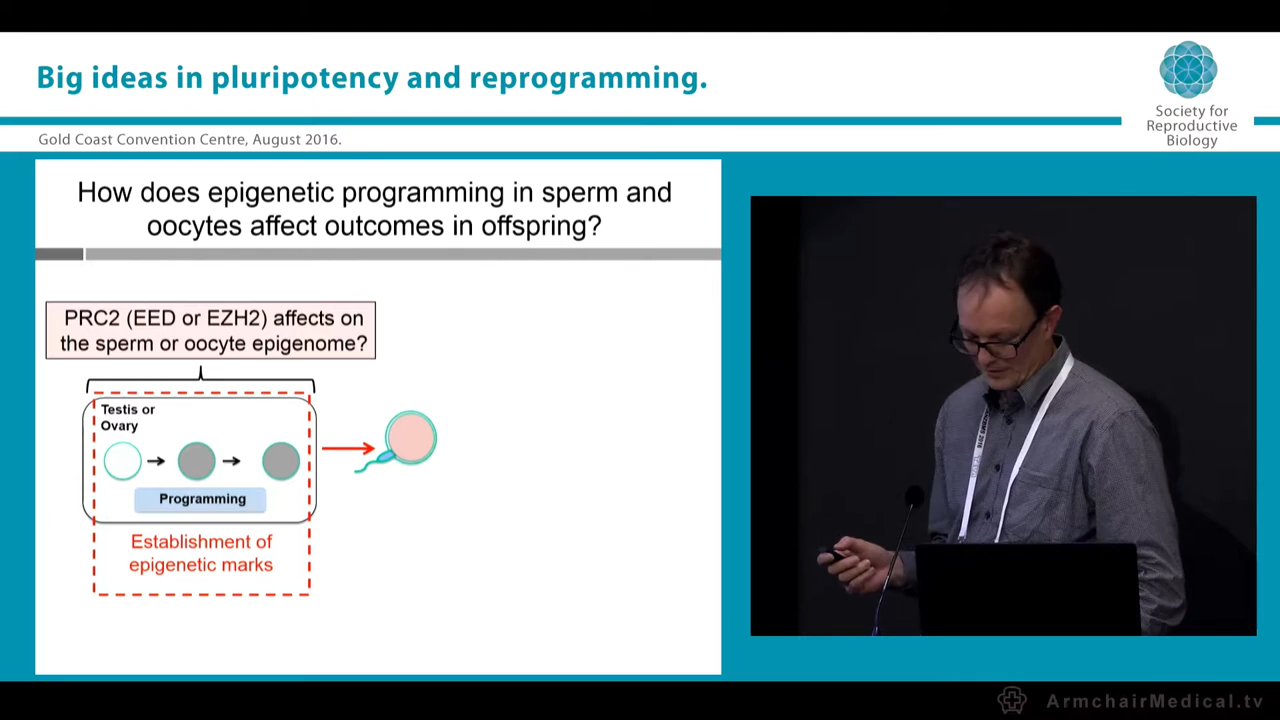 Big ideas in pluripotency and reprogramming.
Society for
Reproductive
Biology
Gold Coast Convention Centre, August 2016.
How does epigenetic programming in sperm and
oocytes affect outcomes in offspring?
PRC2 (EED or EZH2) affects on
the sperm or oocyte epigenome?
Testis or
Ovary
Programming
Establishment of
epigenetic marks
ArmchairMedical.tv